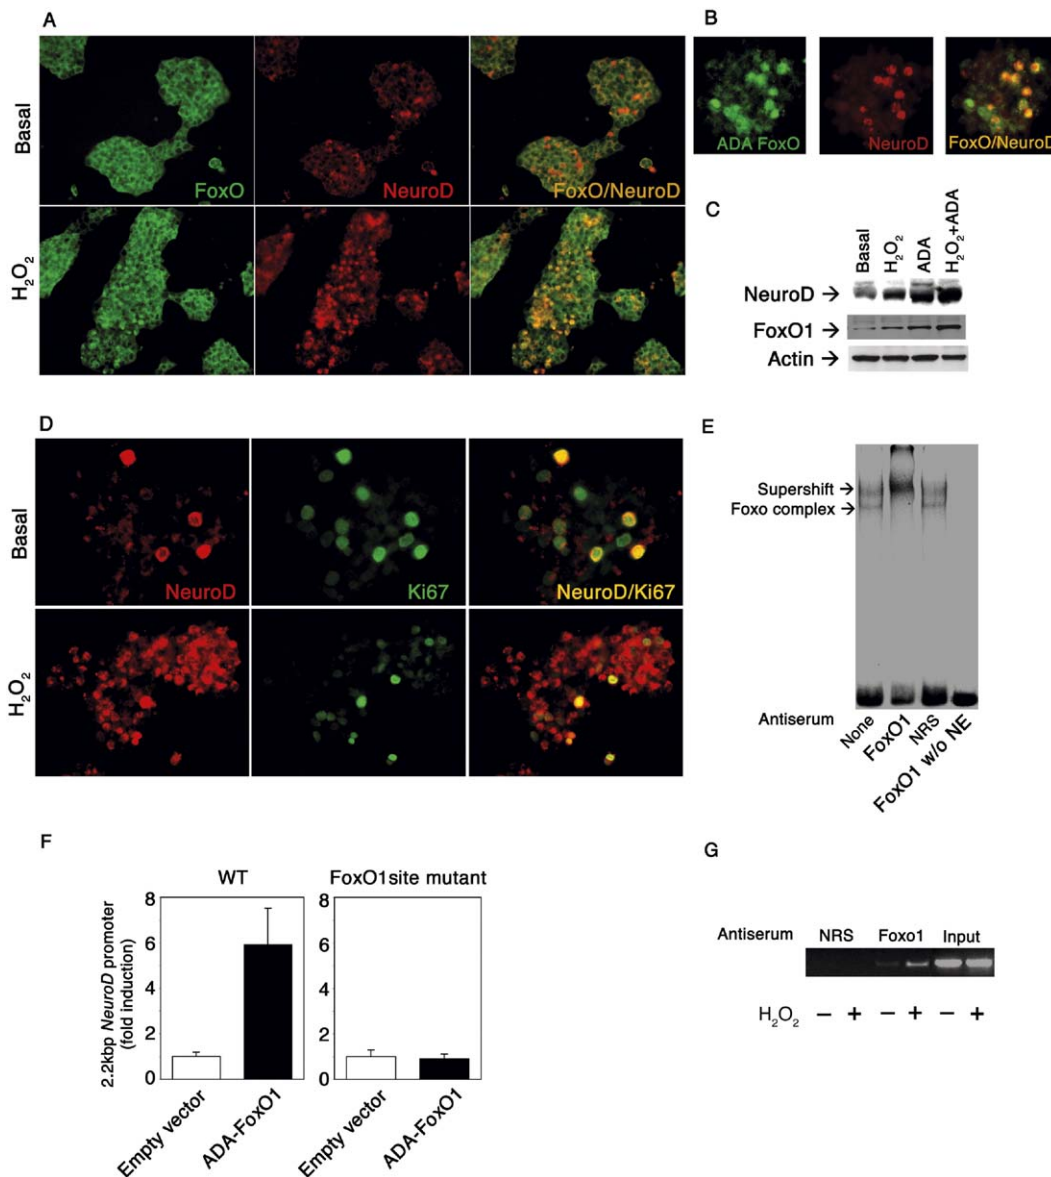 A
Basal
FoxO
NeuroD
FoxO/NeuroD
H₂O₂
B
ADA FoxO
NeuroD
FoxO/NeuroD
C
Basal
H₂O₂
ADA
H₂O₂+ADA
NeuroD →
FoxO1 →
Actin →
D
Basal
NeuroD
Ki67
NeuroD/Ki67
H₂O₂
E
Supershift →
Foxo complex →
Antiserum
None
FoxO1
NRS
FoxO1 w/o NE
F
WT
FoxO1site mutant
2.2kbp NeuroD promoter
(fold induction)
8
6
4
2
0
8
6
4
2
0
Empty vector
ADA-FoxO1
Empty vector
ADA-FoxO1
G
Antiserum NRS Foxo1 Input
H₂O₂ − + − + − +